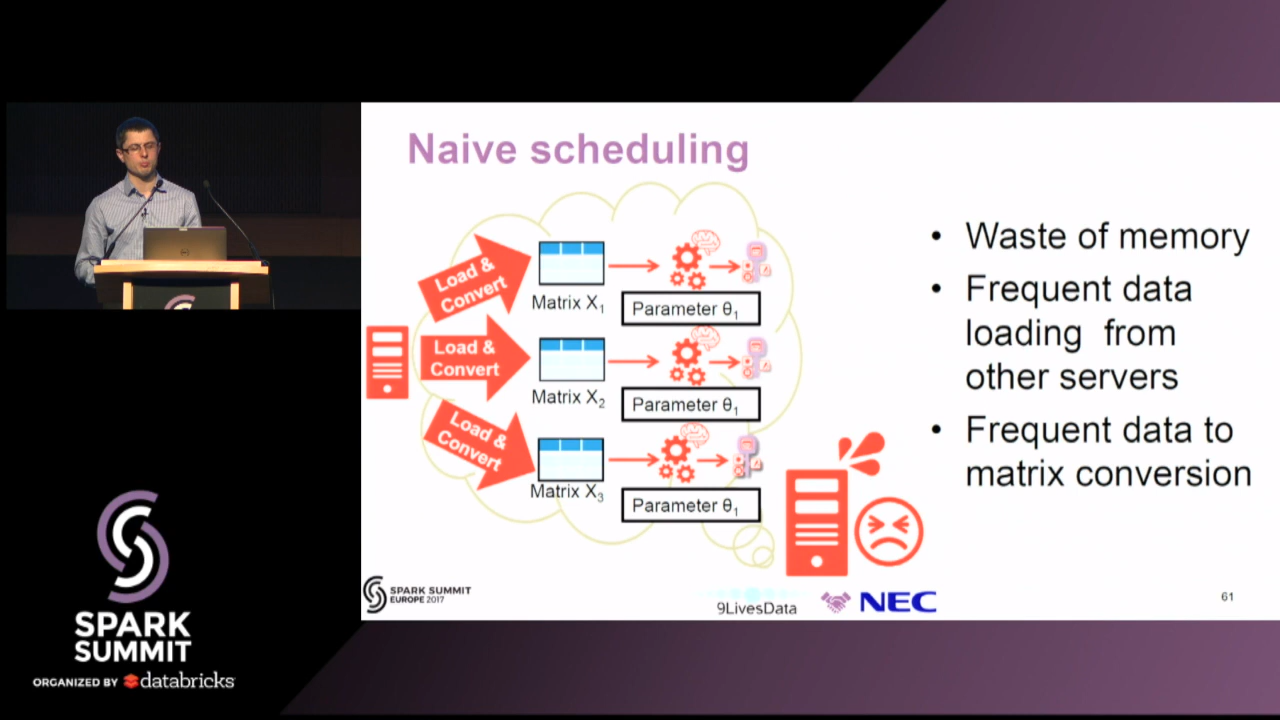 Naive scheduling
Load &
Convert
Matrix X1
Parameter θ1
Load &
Convert
Matrix X2
Parameter θ1
Load &
Convert
Matrix X3
Parameter θ1
• Waste of memory
• Frequent data
loading from
other servers
• Frequent data to
matrix conversion
SPARK SUMMIT
EUROPE 2017
9LivesData
NEC
61
SPARK
SUMMIT
ORGANIZED BY databricks